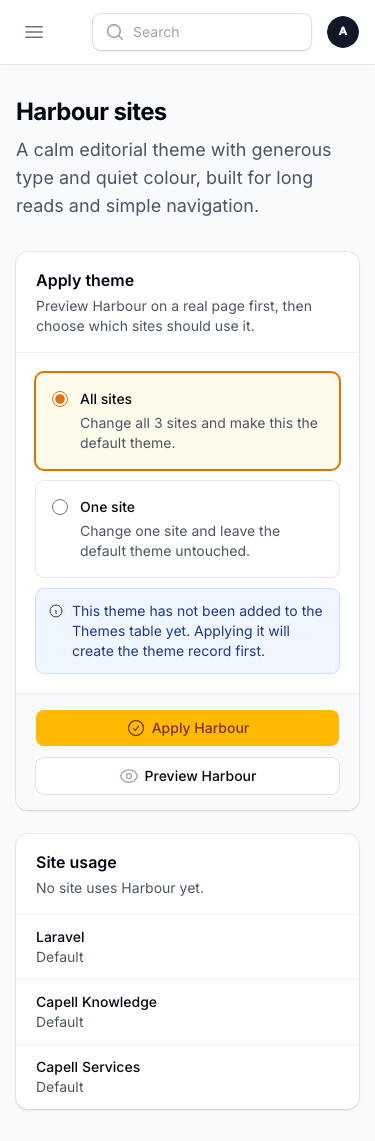 Search
A
Harbour sites
A calm editorial theme with generous
type and quiet colour, built for long
reads and simple navigation.
Apply theme
Preview Harbour on a real page first, then
choose which sites should use it.
All sites
Change all 3 sites and make this the
default theme.
One site
Change one site and leave the
default theme untouched.
This theme has not been added to the
Themes table yet. Applying it will
create the theme record first.
Apply Harbour
Preview Harbour
Site usage
No site uses Harbour yet.
Laravel
Default
Capell Knowledge
Default
Capell Services
Default